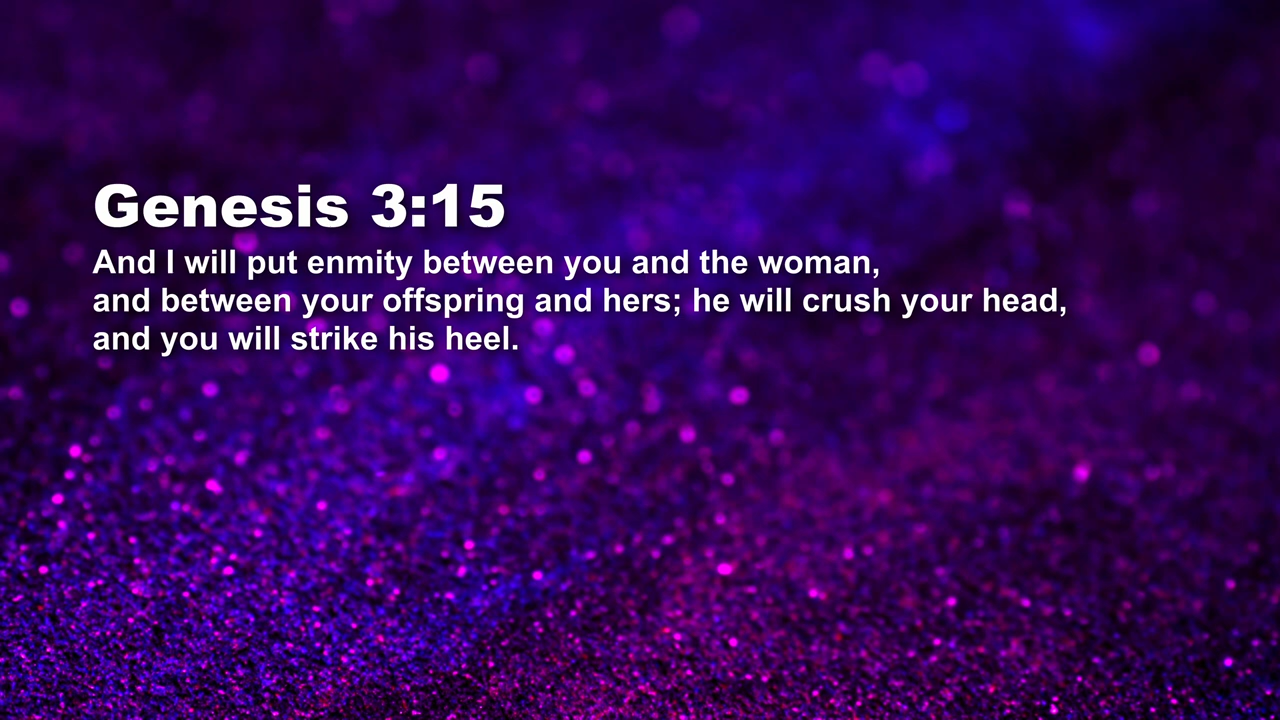 Genesis 3:15
And I will put enmity between you and the woman,
and between your offspring and hers; he will crush your head,
and you will strike his heel.